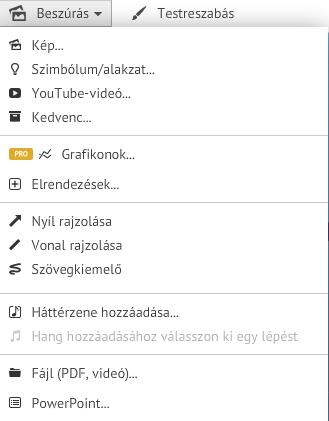 Beszúrás Testreszabás
Kép...
Szimbólum/alakzat...
YouTube-videó...
Kedvenc...
PRO Grafikonok...
Elrendezések...
Nyíl rajzolása
Vonal rajzolása
Szövegkiemelő
Háttérzene hozzáadása...
Hang hozzáadásához válasszon ki egy lépést
Fájl (PDF, videó)...
PowerPoint...